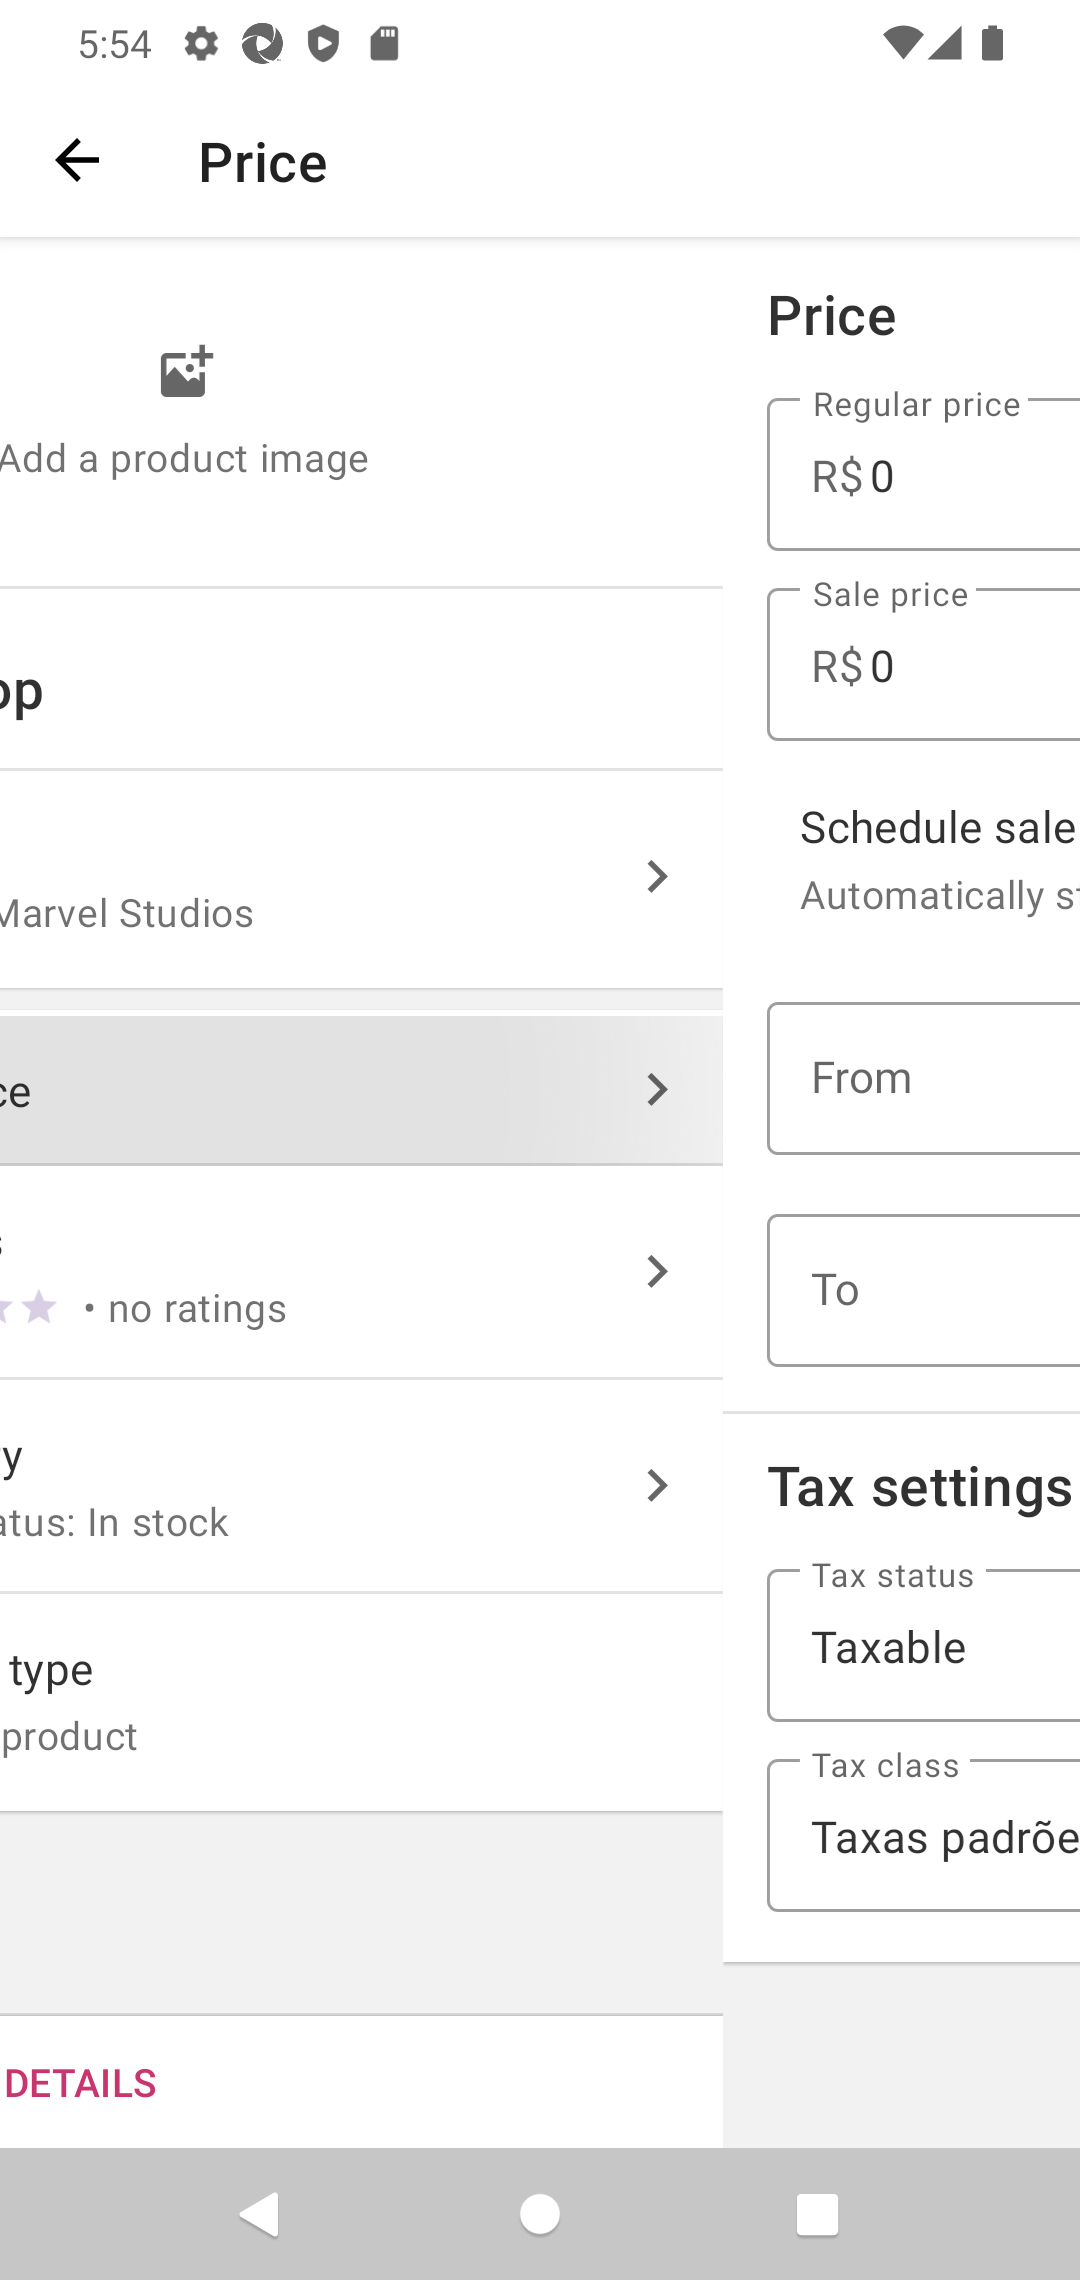 5:54
Price
Add a product image
op
Marvel Studios
ce
s
• no ratings
ry
atus: In stock
type
product
DETAILS
Price
Regular price
R$0
Sale price
R$0
Schedule sale
Automatically st
From
To
Tax settings
Tax status
Taxable
Tax class
Taxas padrõe